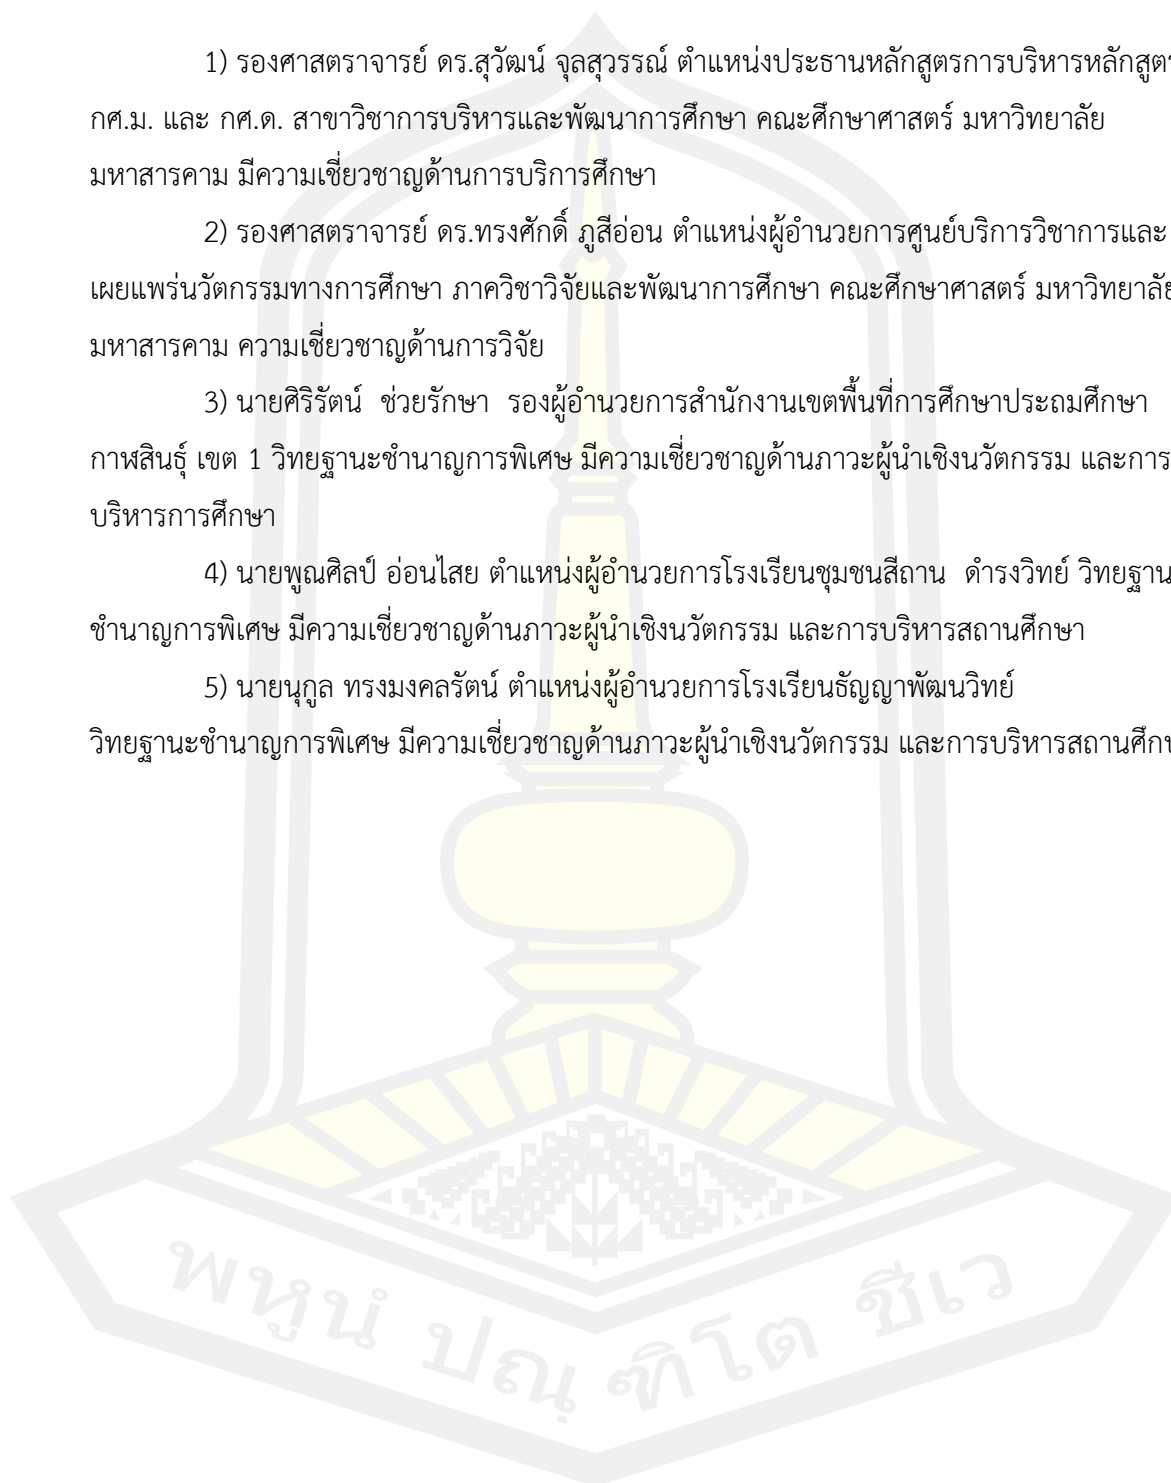 1) รองศาสตราจารย์ ดร.สุวัฒน์ จุลสุวรรณ์ ตำแหน่งประธานหลักสูตรการบริหารหลักสูตร
กศ.ม. และ กศ.ด. สาขาวิชาการบริหารและพัฒนาการศึกษา คณะศึกษาศาสตร์ มหาวิทยาลัย
มหาสารคาม มีความเชี่ยวชาญด้านการบริการศึกษา
2) รองศาสตราจารย์ ดร.ทรงศักดิ์ ภูสีอ่อน ตำแหน่งผู้อำนวยการศูนย์บริการวิชาการและ
เผยแพร่นวัตกรรมทางการศึกษา ภาควิชาวิจัยและพัฒนาการศึกษา คณะศึกษาศาสตร์ มหาวิทยาลัย
มหาสารคาม ความเชี่ยวชาญด้านการวิจัย
3) นายศิริรัตน์ ช่วยรักษา รองผู้อำนวยการสำนักงานเขตพื้นที่การศึกษาประถมศึกษา
กาฬสินธุ์ เขต 1 วิทยฐานะชำนาญการพิเศษ มีความเชี่ยวชาญด้านภาวะผู้นำเชิงนวัตกรรม และการ
บริหารการศึกษา
4) นายพูณศิลป์ อ่อนไสย ตำแหน่งผู้อำนวยการโรงเรียนชุมชนสีถาน ดำรงวิทย์ วิทยฐาน
ชำนาญการพิเศษ มีความเชี่ยวชาญด้านภาวะผู้นำเชิงนวัตกรรม และการบริหารสถานศึกษา
5) นายนุกูล ทรงมงคลรัตน์ ตำแหน่งผู้อำนวยการโรงเรียนธัญญาพัฒนวิทย์
วิทยฐานะชำนาญการพิเศษ มีความเชี่ยวชาญด้านภาวะผู้นำเชิงนวัตกรรม และการบริหารสถานศึกษ
พหูนํ ปณฺฑิโต ชีเว